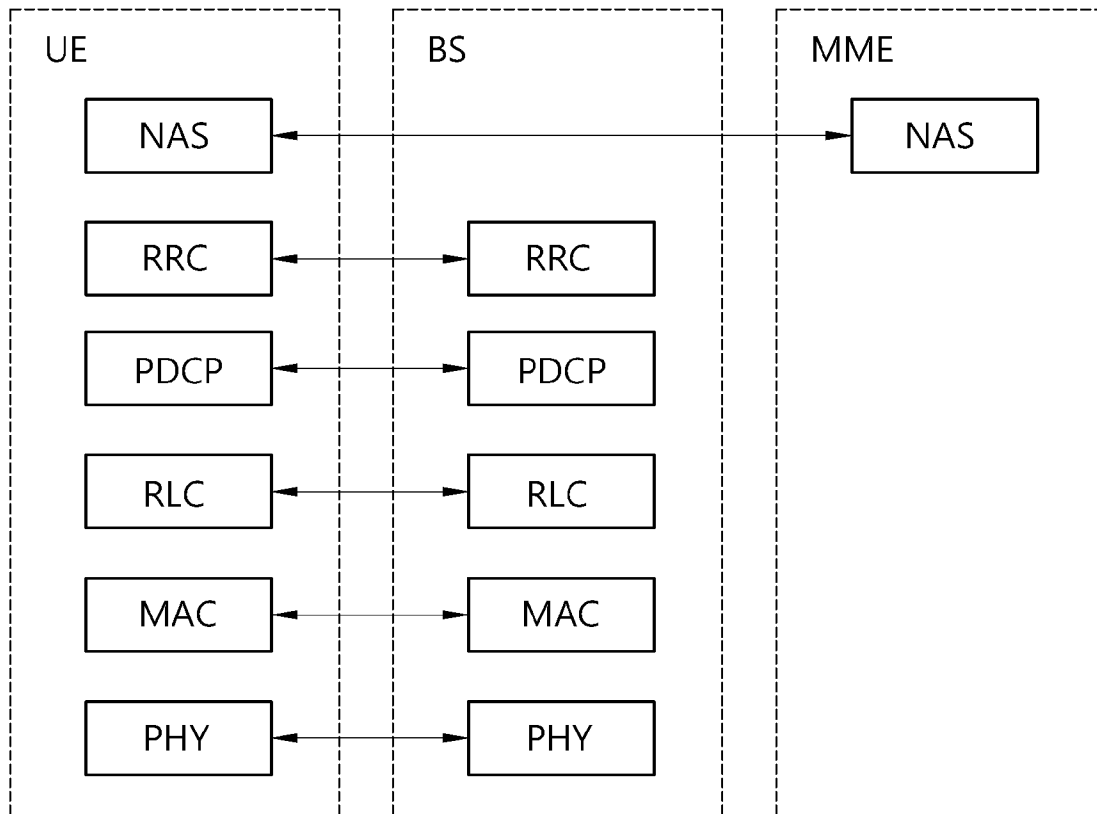 UE BS MME
NAS NAS
RRC RRC
PDCP PDCP
RLC RLC
MAC MAC
PHY PHY